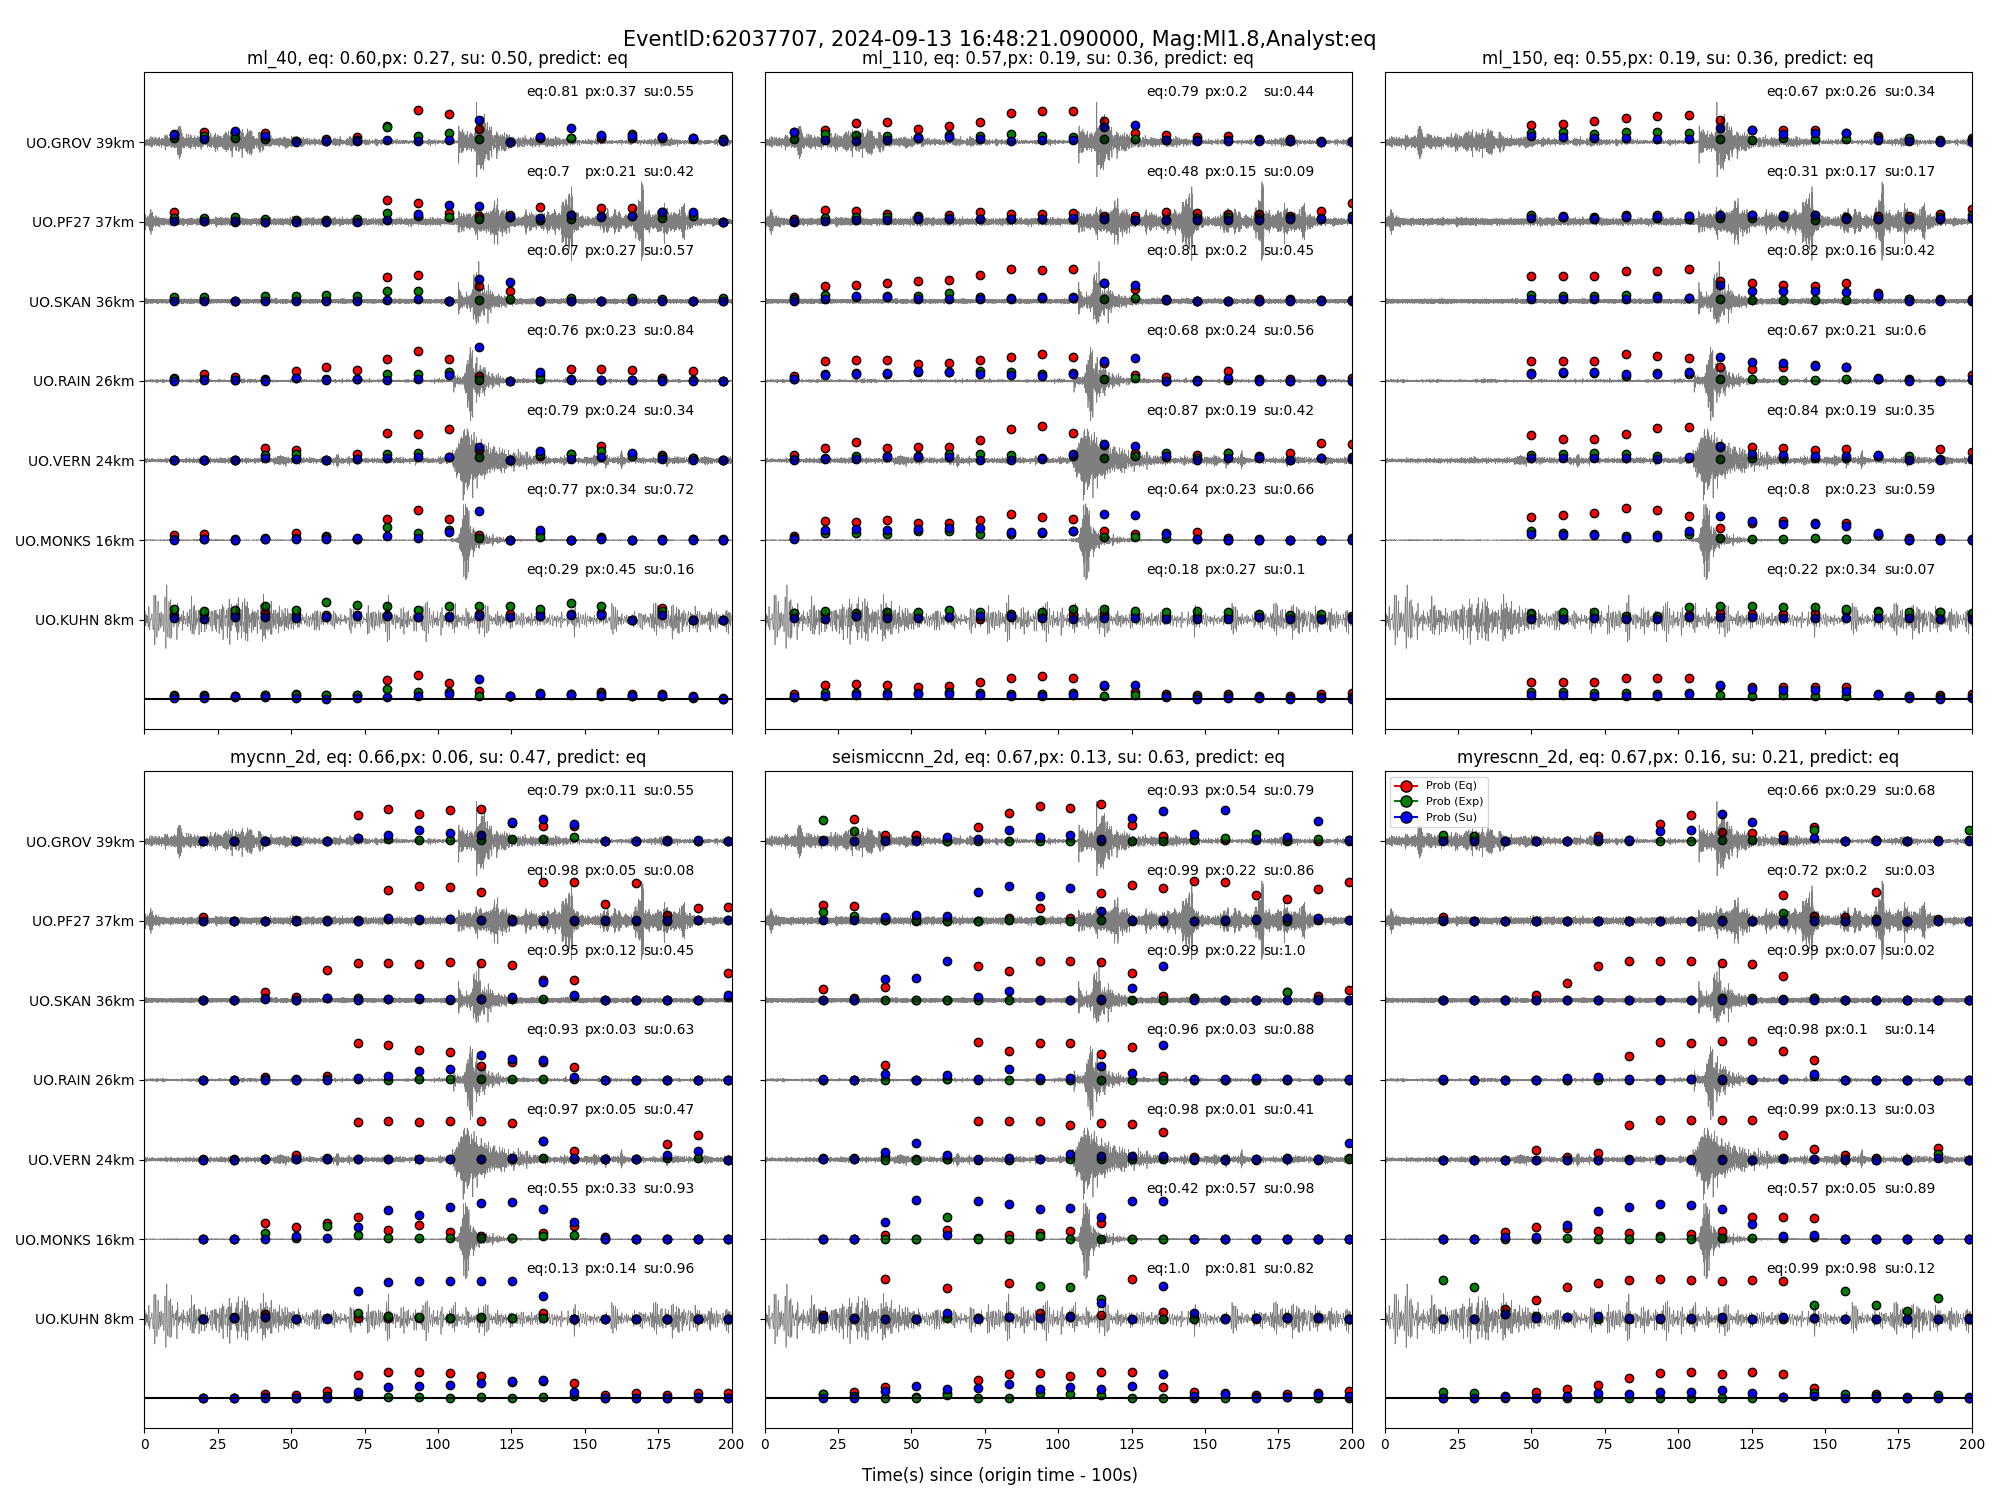 EventID:62037707, 2024-09-13 16:48:21.090000, Mag:Ml1.8,Analyst:eq
ml_40, eq: 0.60,px: 0.27, su: 0.50, predict: eq
eq:0.81 px:0.37 su:0.55
UO.GROV 39km
eq:0.7 px:0.21 su:0.42
UO.PF27 37km
eq:0.67 px:0.27 su:0.57
UO.SKAN 36km
eq:0.76 px:0.23 su:0.84
UO.RAIN 26km
eq:0.79 px:0.24 su:0.34
UO.VERN 24km
eq:0.77 px:0.34 su:0.72
UO.MONKS 16km
eq:0.29 px:0.45 su:0.16
UO.KUHN 8km
ml_110, eq: 0.57,px: 0.19, su: 0.36, predict: eq
eq:0.79 px:0.2 su:0.44
eq:0.48 px:0.15 su:0.09
eq:0.81 px:0.2 su:0.45
eq:0.68 px:0.24 su:0.56
eq:0.87 px:0.19 su:0.42
eq:0.64 px:0.23 su:0.66
eq:0.18 px:0.27 su:0.1
ml_150, eq: 0.55,px: 0.19, su: 0.36, predict: eq
eq:0.67 px:0.26 su:0.34
eq:0.31 px:0.17 su:0.17
eq:0.82 px:0.16 su:0.42
eq:0.67 px:0.21 su:0.6
eq:0.84 px:0.19 su:0.35
eq:0.8 px:0.23 su:0.59
eq:0.22 px:0.34 su:0.07
mycnn_2d, eq: 0.66,px: 0.06, su: 0.47, predict: eq
eq:0.79 px:0.11 su:0.55
UO.GROV 39km
eq:0.98 px:0.05 su:0.08
UO.PF27 37km
eq:0.95 px:0.12 su:0.45
UO.SKAN 36km
eq:0.93 px:0.03 su:0.63
UO.RAIN 26km
eq:0.97 px:0.05 su:0.47
UO.VERN 24km
eq:0.55 px:0.33 su:0.93
UO.MONKS 16km
eq:0.13 px:0.14 su:0.96
UO.KUHN 8km
0 25 50 75 100 125 150 175 200
seismiccnn_2d, eq: 0.67,px: 0.13, su: 0.63, predict: eq
eq:0.93 px:0.54 su:0.79
eq:0.99 px:0.22 su:0.86
eq:0.99 px:0.22 su:1.0
eq:0.96 px:0.03 su:0.88
eq:0.98 px:0.01 su:0.41
eq:0.42 px:0.57 su:0.98
eq:1.0 px:0.81 su:0.82
0 25 50 75 100 125 150 175 200
myrescnn_2d, eq: 0.67,px: 0.16, su: 0.21, predict: eq
Prob (Eq)
Prob (Exp)
Prob (Su)
eq:0.66 px:0.29 su:0.68
eq:0.72 px:0.2 su:0.03
eq:0.99 px:0.07 su:0.02
eq:0.98 px:0.1 su:0.14
eq:0.99 px:0.13 su:0.03
eq:0.57 px:0.05 su:0.89
eq:0.99 px:0.98 su:0.12
0 25 50 75 100 125 150 175 200
Time(s) since (origin time - 100s)